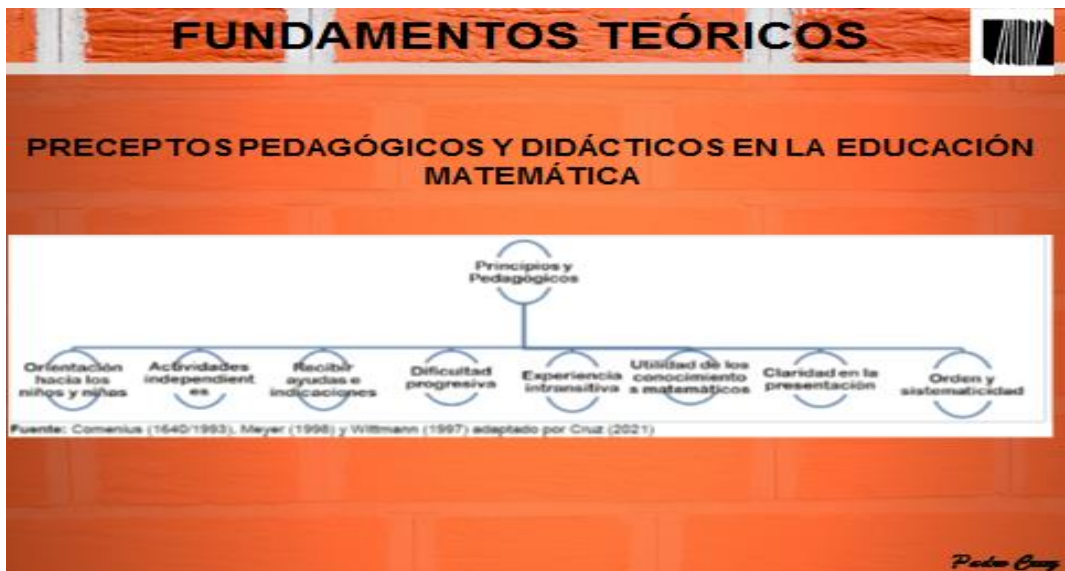 FUNDAMENTOS TEÓRICOS
PRECEPTOS PEDAGÓGICOS Y DIDÁCTICOS EN LA EDUCACIÓN
MATEMÁTICA
Principios y
Pedagógicos
Orientación
hacia los
niños y niñas
Actividades
independient
es
Recibir
ayudas e
indicaciones
Dificultad
progresiva
Experiencia
intransitiva
Utilidad de los
conocimiento
s matemáticos
Claridad en la
presentación
Orden y
sistematicidad
Fuente: Comenius (1640/1993), Meyer (1998) y Wittmann (1997) adaptado por Cruz (2021)
Pedro Cruz